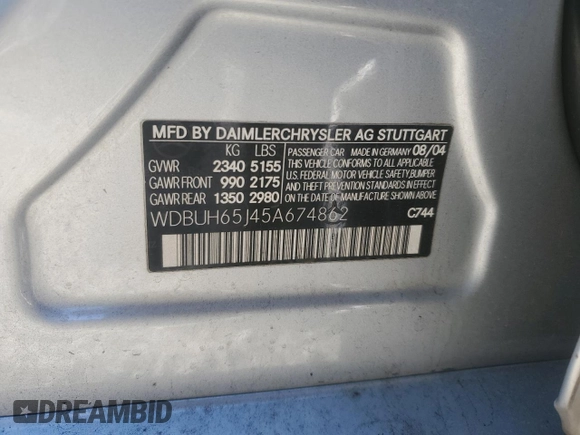 MFD BY DAIMLERCHRYSLER AG STUTTGART
KG LBS
GVWR 2340 5155
GAWR FRONT 990 2175
GAWR REAR 1350 2980
PASSENGER CAR MADE IN GERMANY 08/04
THIS VEHICLE CONFORMS TO ALL APPLICABLE
U.S. FEDERAL MOTOR VEHICLE SAFETY,BUMPER
AND THEFT PREVENTION STANDARDS IN EFFECT
ON THE DATE OF MANUFACTURE SHOWN ABOVE
WDBUH65J45A674862
C744
DREAMBID